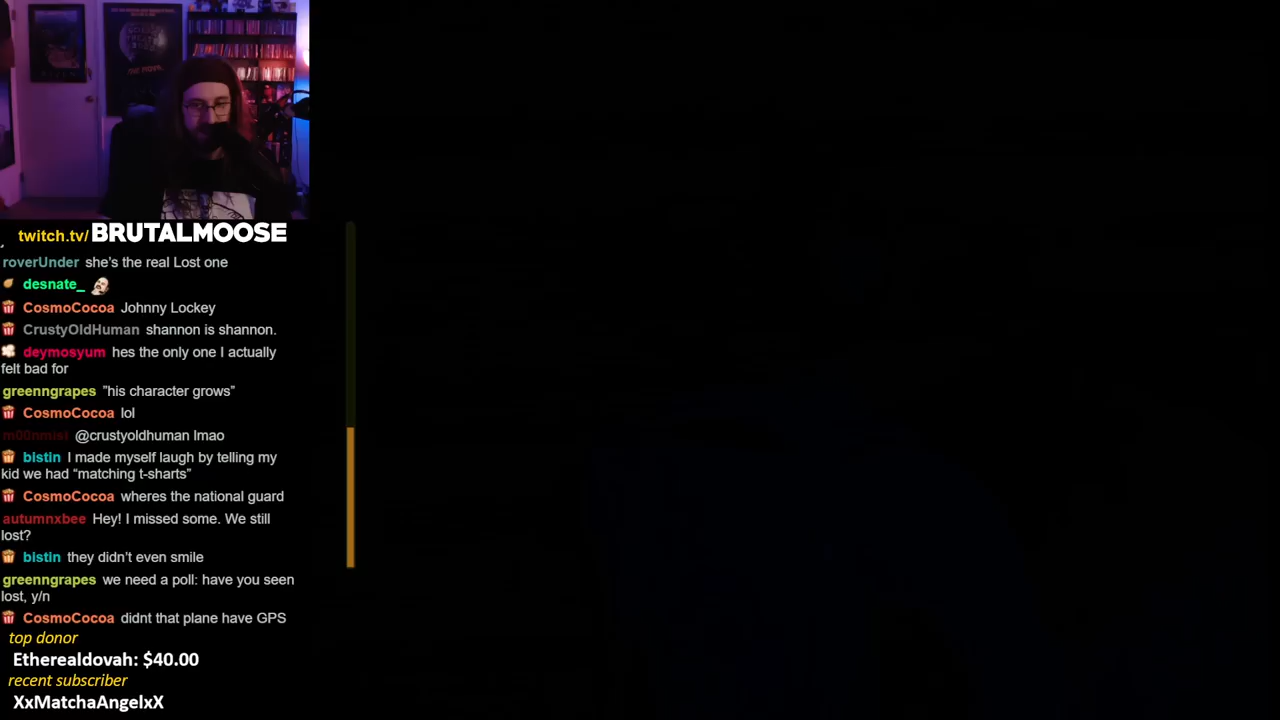 twitch.tv/BRUTALMOOSE
roverUnder she's the real Lost one
desnate_
CosmoCocoa Johnny Lockey
CrustyOldHuman shannon is shannon.
deymosyum hes the only one I actually
felt bad for
greenngrapes "his character grows"
CosmoCocoa lol
m00nmist @crustyoldhuman lmao
bistin I made myself laugh by telling my
kid we had “matching t-sharts”
CosmoCocoa wheres the national guard
autumnxbee Hey! I missed some. We still
lost?
bistin they didn't even smile
greenngrapes we need a poll: have you seen
lost, y/n
CosmoCocoa didnt that plane have GPS
top donor
Etherealdovah: $40.00
recent subscriber
XxMatchaAngelxX